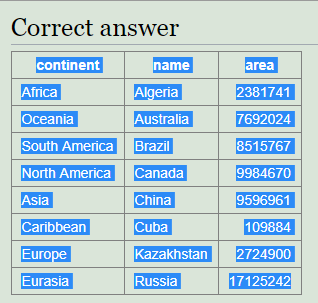 Correct answer
continent name area
Africa Algeria 2381741
Oceania Australia 7692024
South America Brazil 8515767
North America Canada 9984670
Asia China 9596961
Caribbean Cuba 109884
Europe Kazakhstan 2724900
Eurasia Russia 17125242